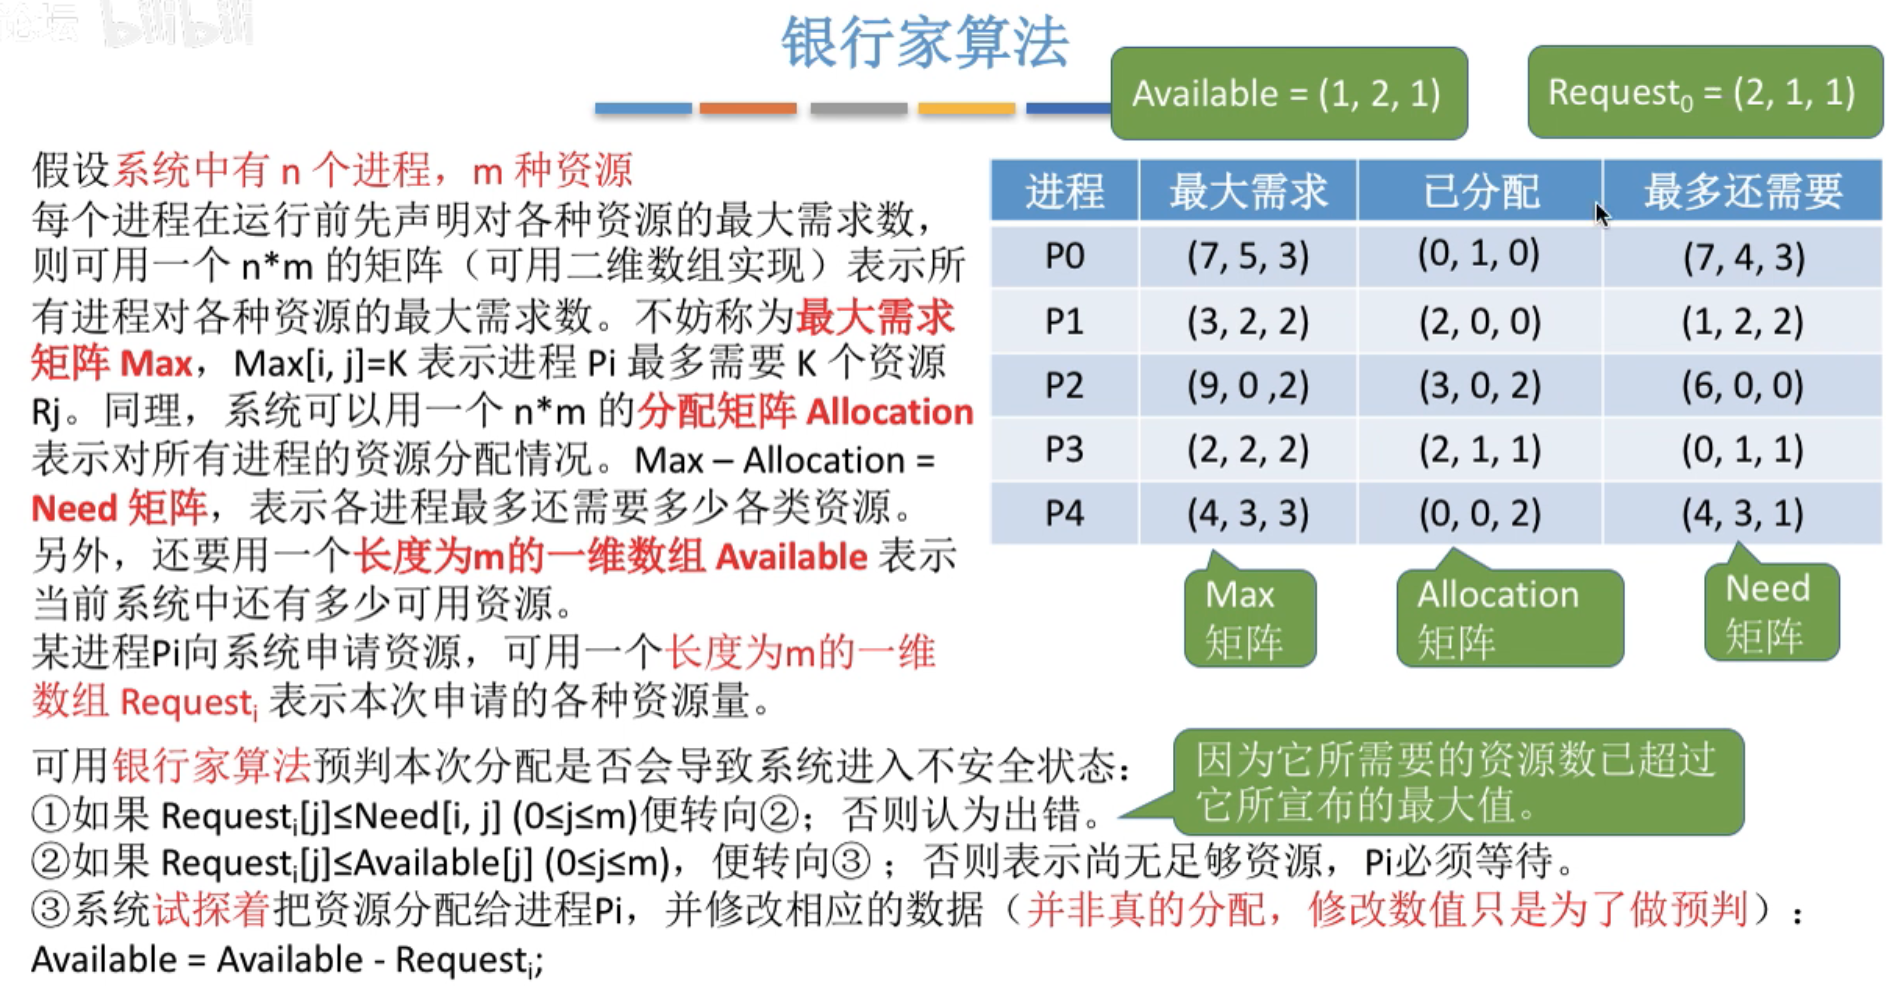 论坛 bilibili
银行家算法
Available = (1, 2, 1)
Request₀ = (2, 1, 1)
假设系统中有 n 个进程，m 种资源
每个进程在运行前先声明对各种资源的最大需求数，
则可用一个 n*m 的矩阵（可用二维数组实现）表示所
有进程对各种资源的最大需求数。不妨称为最大需求
矩阵 Max，Max[i, j]=K 表示进程 Pi 最多需要 K 个资源
Rj。同理，系统可以用一个 n*m 的分配矩阵 Allocation
表示对所有进程的资源分配情况。Max – Allocation =
Need 矩阵，表示各进程最多还需要多少各类资源。
另外，还要用一个长度为m的一维数组 Available 表示
当前系统中还有多少可用资源。
某进程Pi向系统申请资源，可用一个长度为m的一维
数组 Requestᵢ 表示本次申请的各种资源量。
进程 最大需求 已分配 最多还需要
P0 (7, 5, 3) (0, 1, 0) (7, 4, 3)
P1 (3, 2, 2) (2, 0, 0) (1, 2, 2)
P2 (9, 0 ,2) (3, 0, 2) (6, 0, 0)
P3 (2, 2, 2) (2, 1, 1) (0, 1, 1)
P4 (4, 3, 3) (0, 0, 2) (4, 3, 1)
Max
矩阵
Allocation
矩阵
Need
矩阵
可用银行家算法预判本次分配是否会导致系统进入不安全状态：
①如果 Requestᵢ[j]≤Need[i, j] (0≤j≤m)便转向②；否则认为出错。
因为它所需要的资源数已超过
它所宣布的最大值。
②如果 Requestᵢ[j]≤Available[j] (0≤j≤m)，便转向③；否则表示尚无足够资源，Pi必须等待。
③系统试探着把资源分配给进程Pi，并修改相应的数据（并非真的分配，修改数值只是为了做预判）：
Available = Available - Requestᵢ;